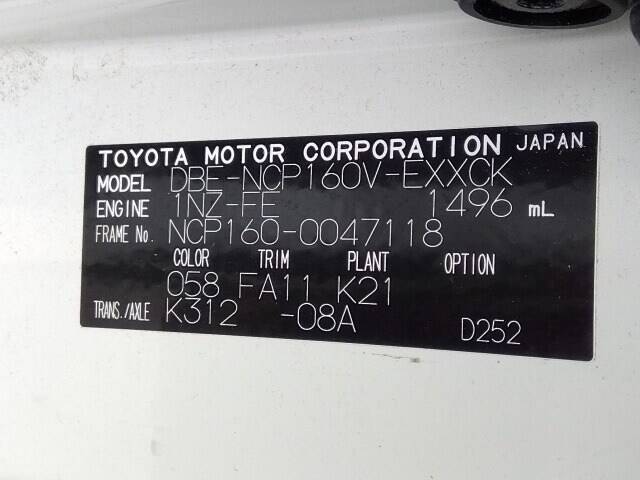 TOYOTA MOTOR CORPORATION JAPAN
MODEL DBE-NCP160V-EXXCK
ENGINE 1NZ-FE 1496 mL
FRAME No. NCP160-0047118
COLOR TRIM PLANT OPTION
058 FA11 K21
TRANS./AXLE K312 -08A D252